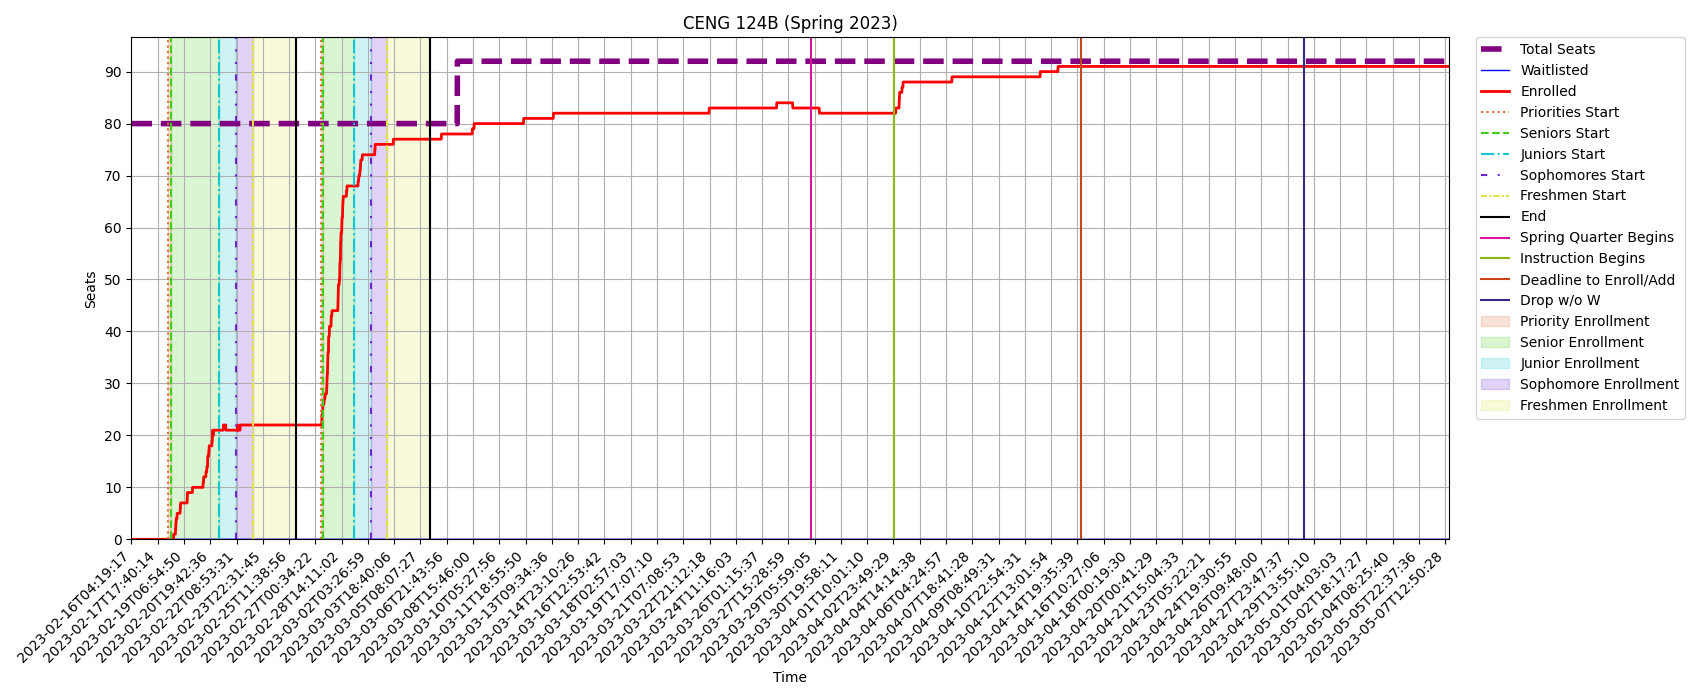 CENG 124B (Spring 2023)
Seats
90
80
70
60
50
40
30
20
10
0
2023-02-16T04:19:17
2023-02-17T17:40:14
2023-02-19T06:54:50
2023-02-20T19:42:36
2023-02-22T08:53:31
2023-02-23T22:31:45
2023-02-25T11:38:56
2023-02-27T00:34:22
2023-02-28T14:11:02
2023-03-02T03:26:59
2023-03-03T18:40:06
2023-03-05T08:07:27
2023-03-06T21:43:56
2023-03-08T15:46:00
2023-03-10T05:27:56
2023-03-11T18:55:50
2023-03-13T09:34:36
2023-03-14T23:10:26
2023-03-16T12:53:42
2023-03-18T02:57:03
2023-03-19T17:07:10
2023-03-21T07:08:53
2023-03-22T21:12:18
2023-03-24T11:16:03
2023-03-26T01:15:37
2023-03-27T15:28:59
2023-03-29T05:59:05
2023-03-30T19:58:11
2023-04-01T10:01:10
2023-04-02T23:49:29
2023-04-04T14:14:38
2023-04-06T04:24:57
2023-04-07T18:41:28
2023-04-09T08:49:31
2023-04-10T22:54:31
2023-04-12T13:01:54
2023-04-14T19:35:39
2023-04-16T10:27:06
2023-04-18T00:19:30
2023-04-20T00:41:29
2023-04-21T15:04:33
2023-04-23T05:22:21
2023-04-24T19:30:55
2023-04-26T09:48:00
2023-04-27T23:47:37
2023-04-29T13:55:10
2023-05-01T04:03:03
2023-05-02T18:17:27
2023-05-04T08:25:40
2023-05-05T22:37:36
2023-05-07T12:50:28
Time
Total Seats
Waitlisted
Enrolled
Priorities Start
Seniors Start
Juniors Start
Sophomores Start
Freshmen Start
End
Spring Quarter Begins
Instruction Begins
Deadline to Enroll/Add
Drop w/o W
Priority Enrollment
Senior Enrollment
Junior Enrollment
Sophomore Enrollment
Freshmen Enrollment